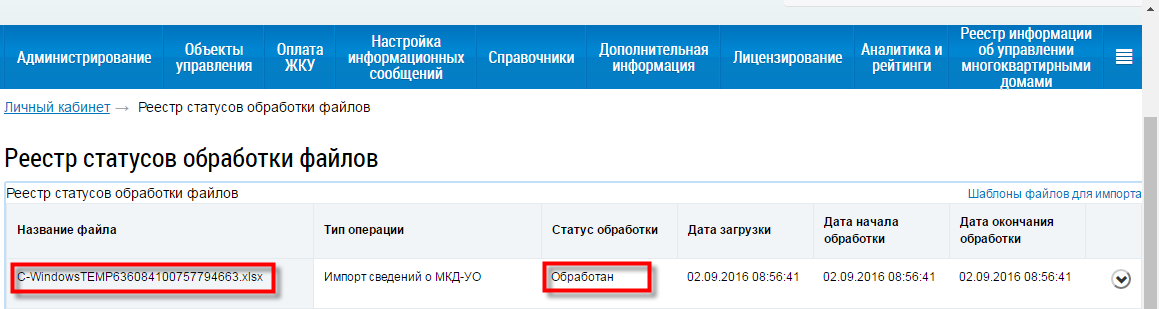 Администрирование
Объекты
управления
Оплата
ЖКУ
Настройка
информационных
сообщений
Справочники
Дополнительная
информация
Лицензирование
Аналитика и
рейтинги
Реестр информации
об управлении
многоквартирными
домами
Личный кабинет → Реестр статусов обработки файлов
Реестр статусов обработки файлов
Реестр статусов обработки файлов
Шаблоны файлов для импорта
Название файла
Тип операции
Статус обработки
Дата загрузки
Дата начала
обработки
Дата окончания
обработки
C-WindowsTEMP636084100757794663.xlsx
Импорт сведений о МКД-УО
Обработан
02.09.2016 08:56:41
02.09.2016 08:56:41
02.09.2016 08:56:41